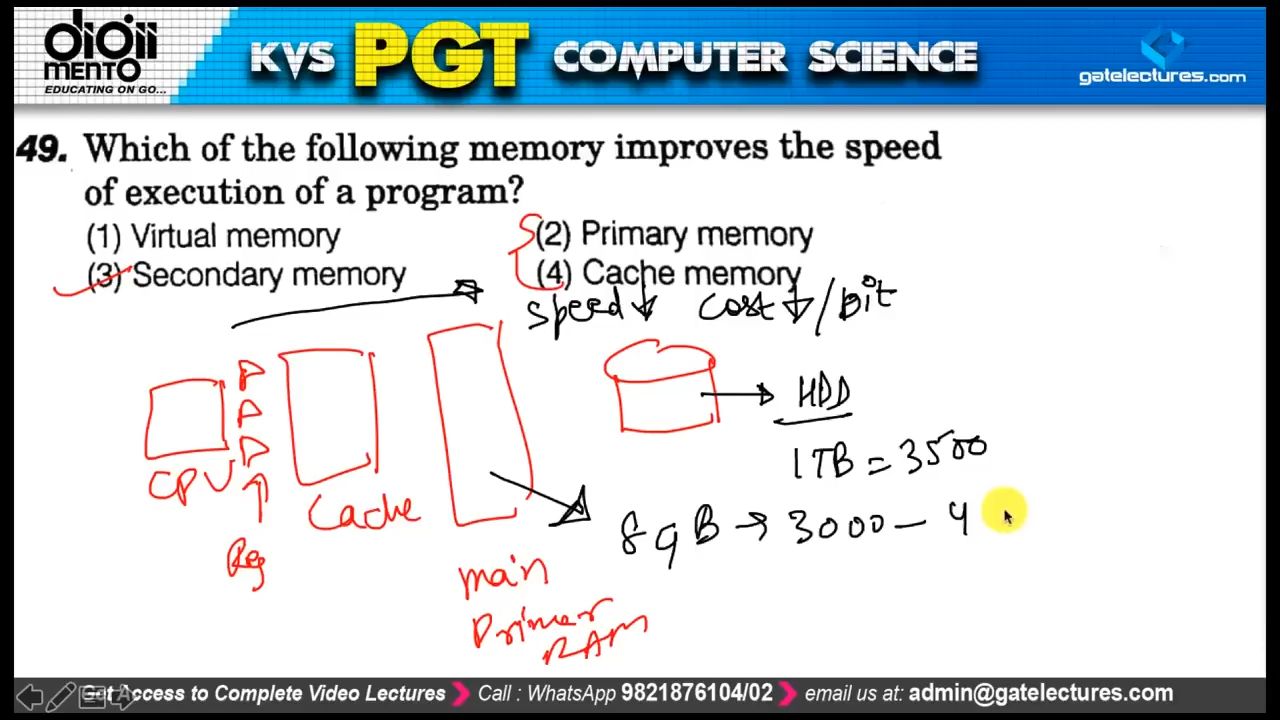 digii
MENTO
EDUCATING ON GO...
KVS PGT COMPUTER SCIENCE
gatelectures.com
49. Which of the following memory improves the speed
of execution of a program?
(1) Virtual memory (2) Primary memory
(3) Secondary memory (4) Cache memory
speed↓ cost↓/bit
HDD
1TB = 3500
CPU
Cache
8GB → 3000 – 4
Reg
main
Primar
RAM
Get Access to Complete Video Lectures Call : WhatsApp 9821876104/02 email us at: admin@gatelectures.com